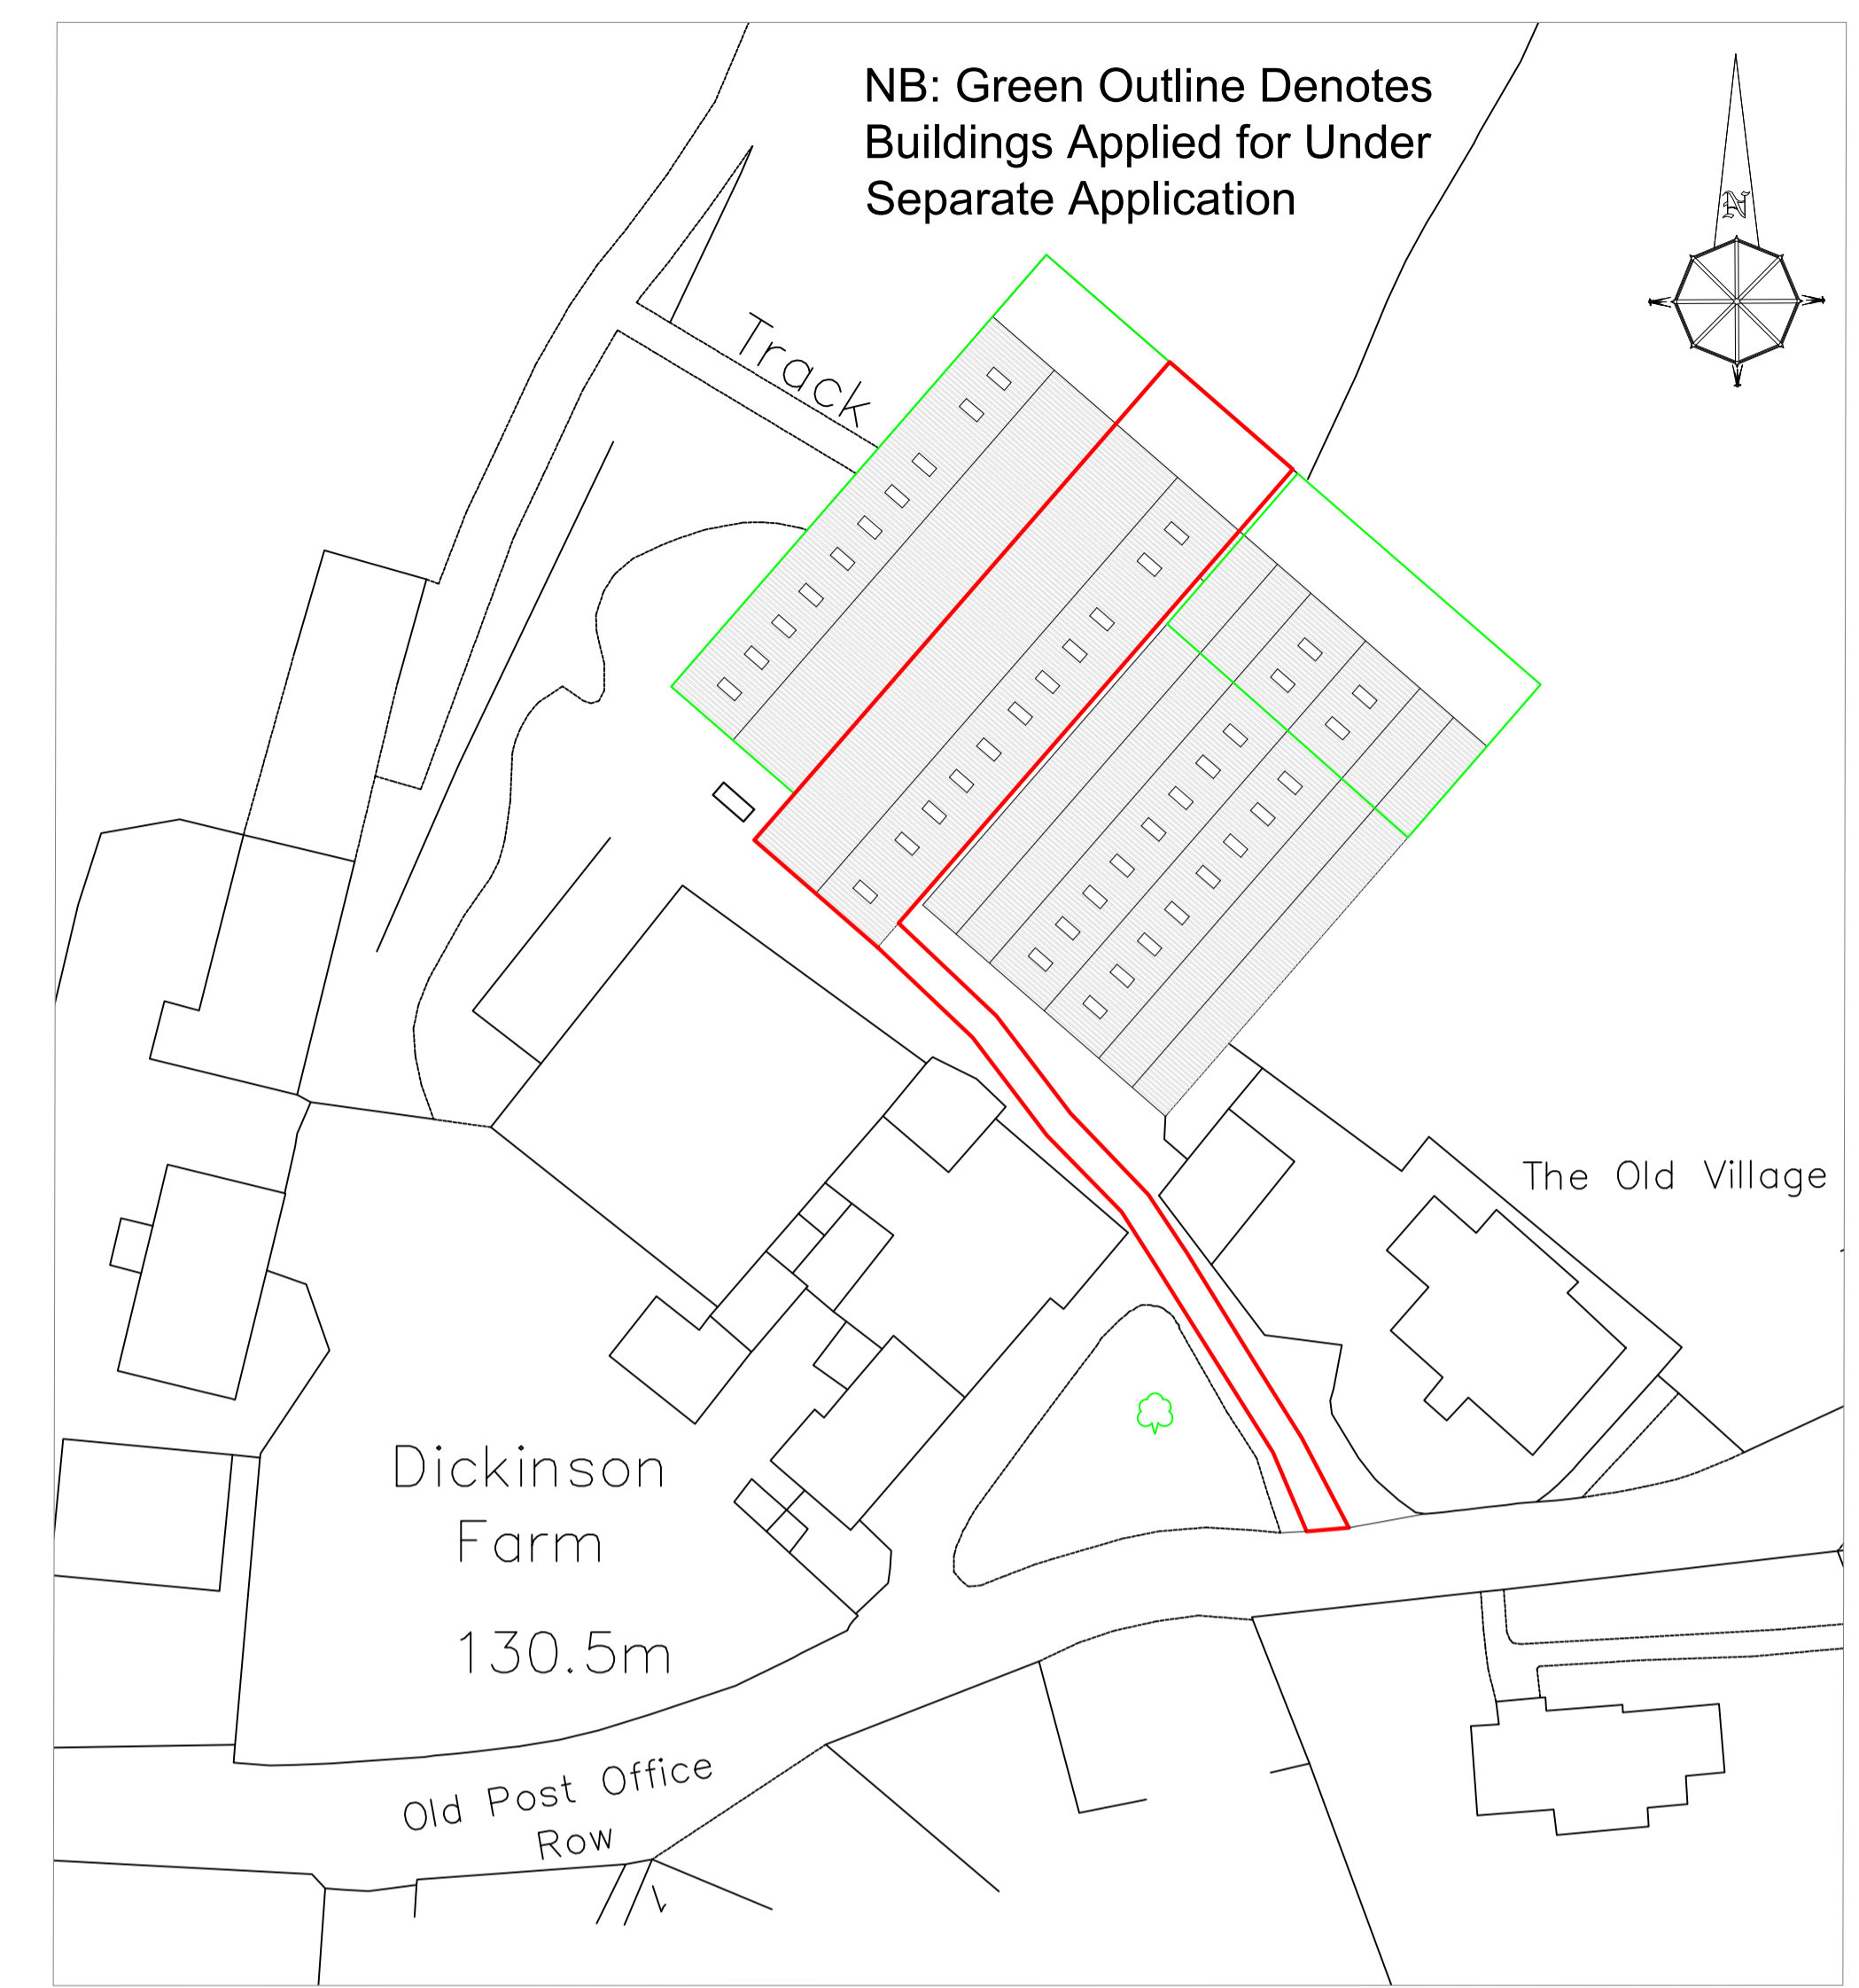 NB: Green Outline Denotes
Buildings Applied for Under
Separate Application
N
Track
The Old Village
Dickinson
Farm
130.5m
Old Post Office
Row